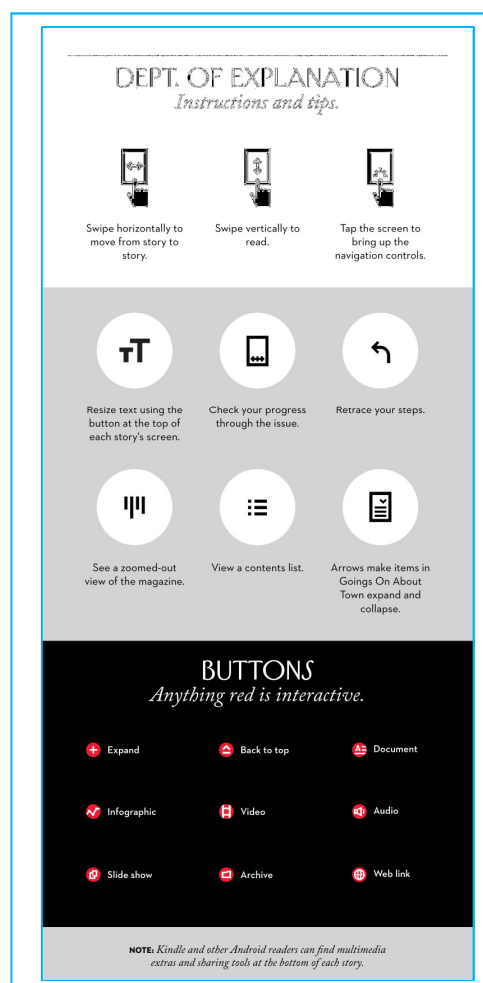 DEPT. OF EXPLANATION
Instructions and tips.
Swipe horizontally to
move from story to
story.
Swipe vertically to
read.
Tap the screen to
bring up the
navigation controls.
Resize text using the
button at the top of
each story's screen.
Check your progress
through the issue.
Retrace your steps.
See a zoomed-out
view of the magazine.
View a contents list.
Arrows make items in
Goings On About
Town expand and
collapse.
BUTTONS
Anything red is interactive.
Expand
Back to top
Document
Infographic
Video
Audio
Slide show
Archive
Web link
NOTE: Kindle and other Android readers can find multimedia
extras and sharing tools at the bottom of each story.